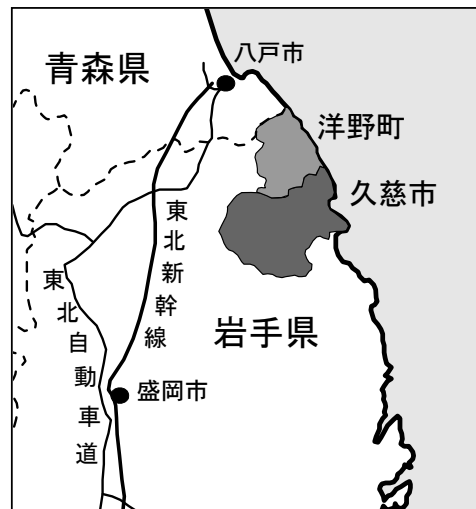 青森県
八戸市
洋野町
久慈市
東北新幹線
岩手県
東北自動車道
盛岡市